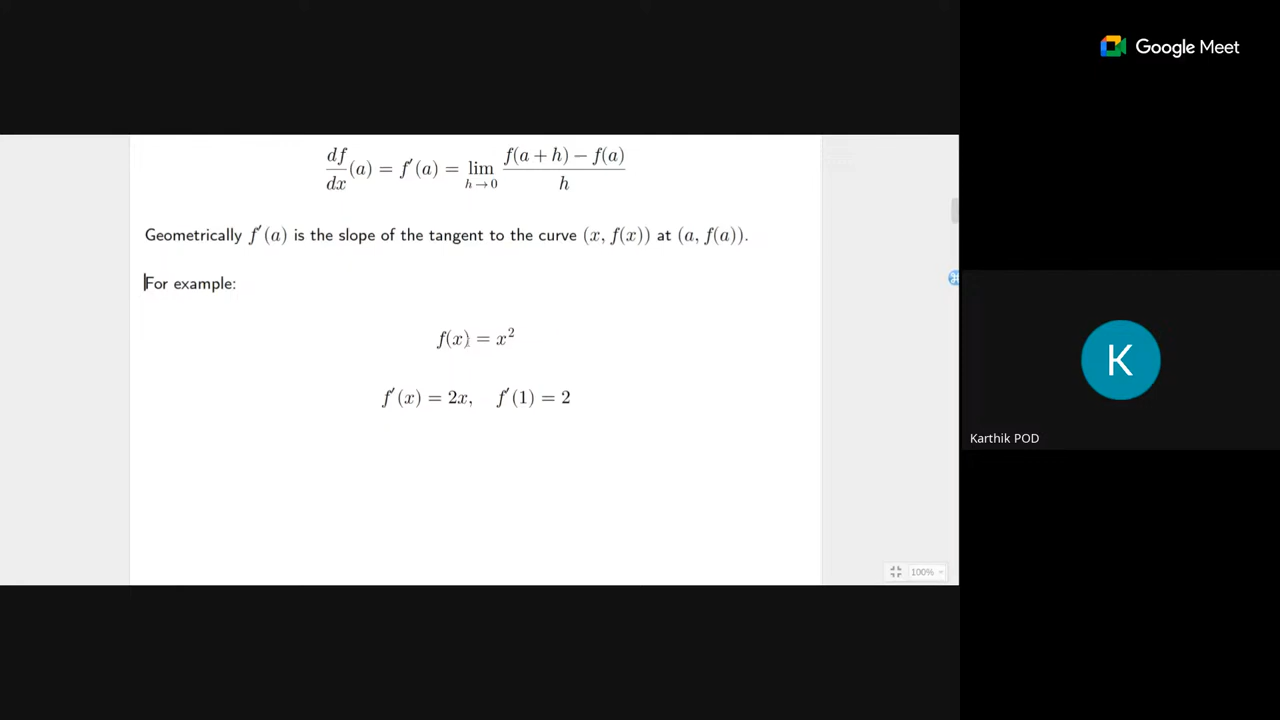 Google Meet
df/dx (a) = f′(a) = lim h→0 f(a + h) − f(a) / h
Geometrically f′(a) is the slope of the tangent to the curve (x, f(x)) at (a, f(a)).
For example:
f(x) = x²
f′(x) = 2x, f′(1) = 2
K
Karthik POD
100%